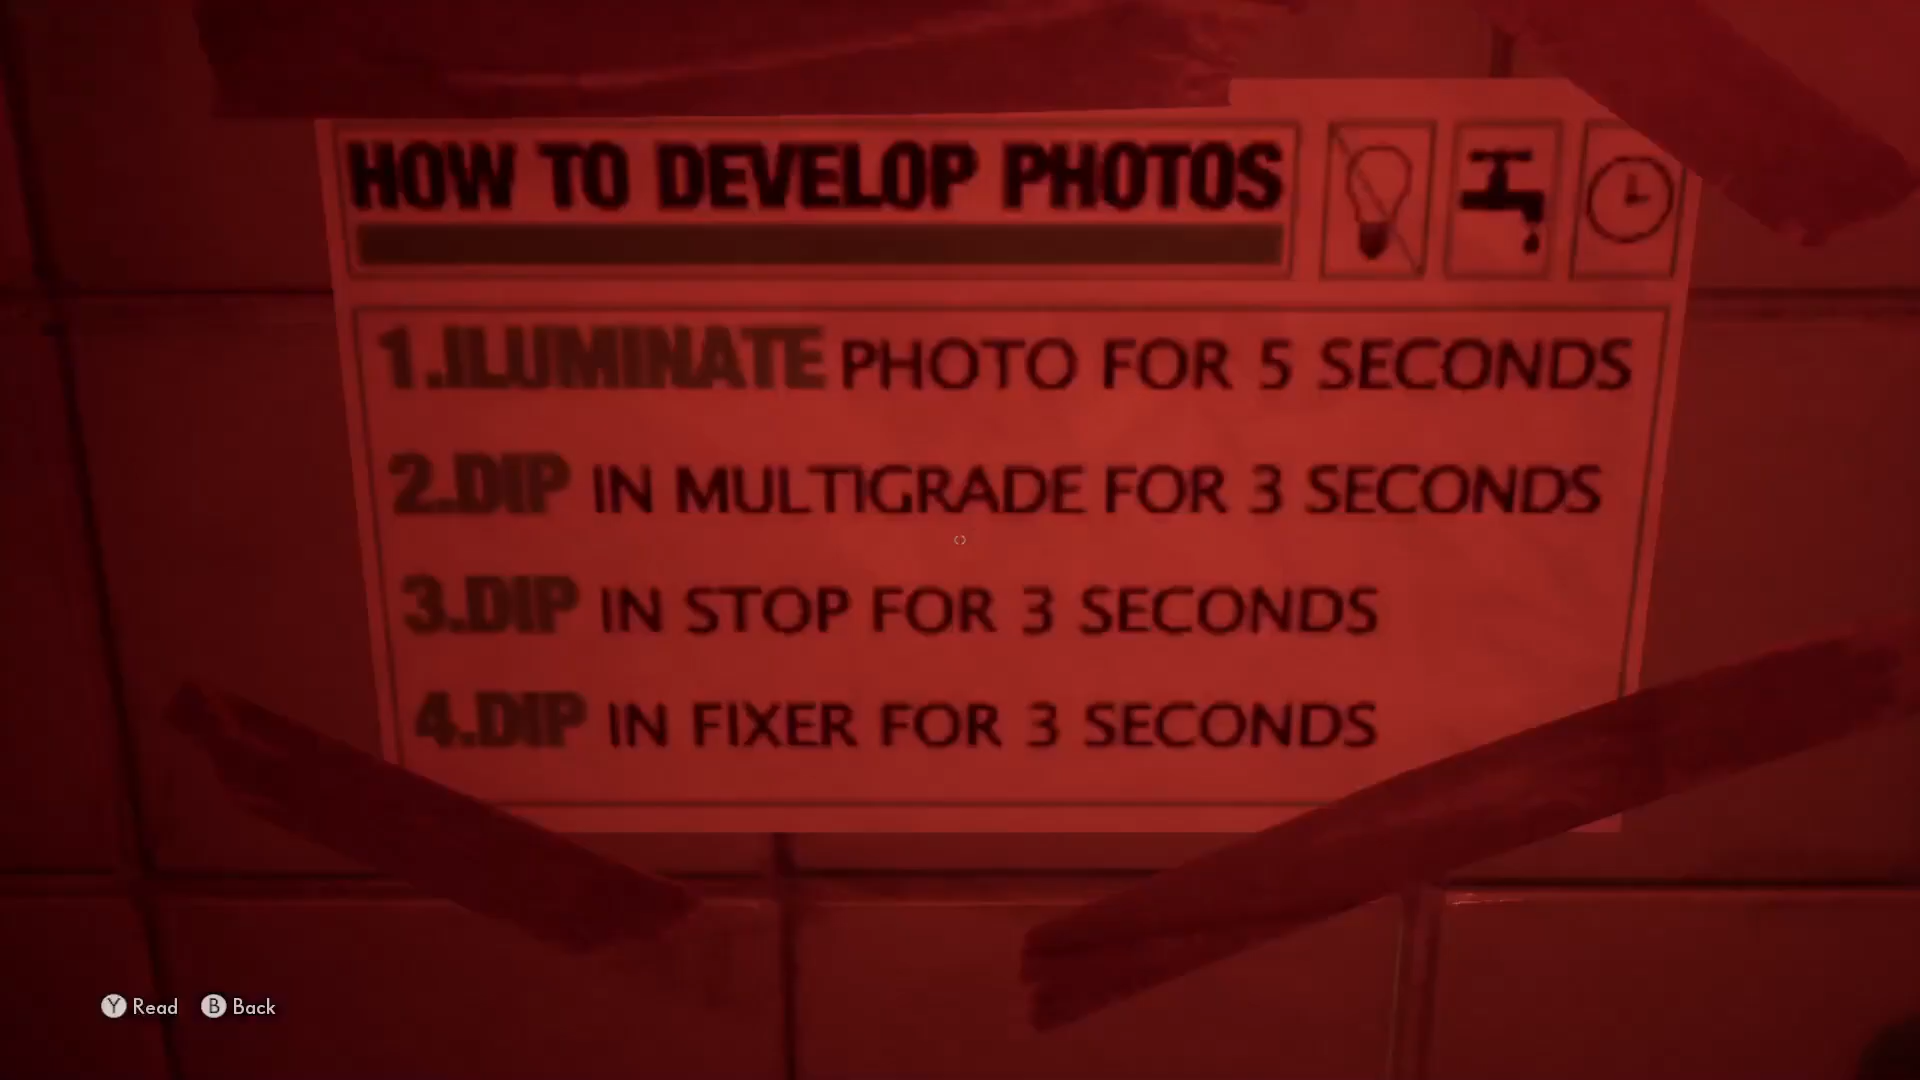 HOW TO DEVELOP PHOTOS
1.ILUMINATE PHOTO FOR 5 SECONDS
2.DIP IN MULTIGRADE FOR 3 SECONDS
3.DIP IN STOP FOR 3 SECONDS
4.DIP IN FIXER FOR 3 SECONDS
Y Read B Back